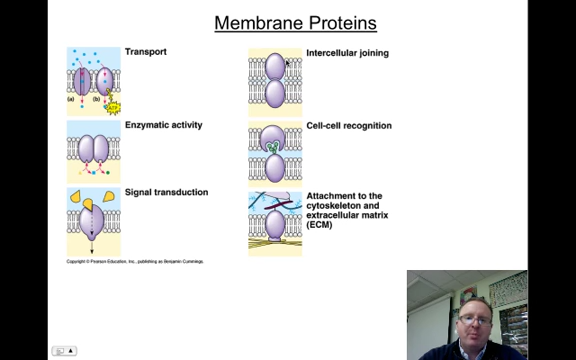 Membrane Proteins
Transport
(a)
(b)
ATP
Enzymatic activity
Signal transduction
Intercellular joining
Cell-cell recognition
Attachment to the
cytoskeleton and
extracellular matrix
(ECM)
Copyright © Pearson Education, Inc., publishing as Benjamin Cummings.